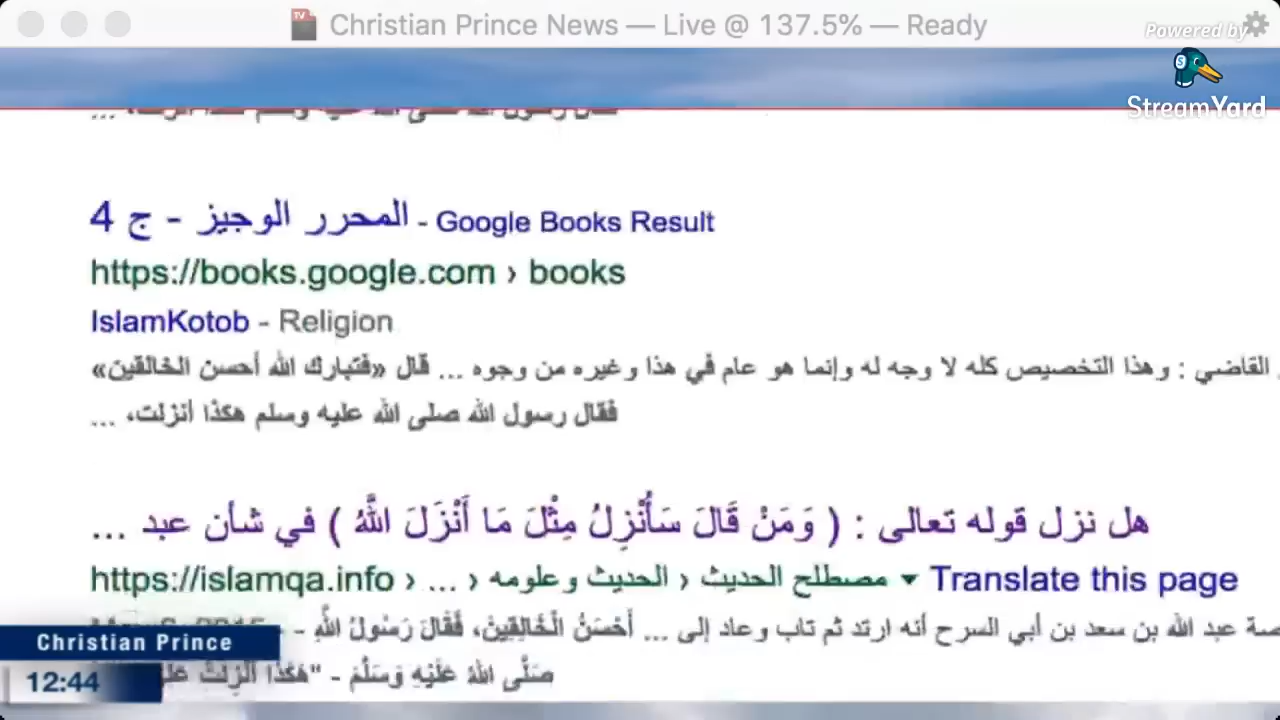 Christian Prince News — Live @ 137.5% — Ready
Powered by
StreamYard
المحرر الوجيز - ج 4 - Google Books Result
https://books.google.com › books
IslamKotob - Religion
القاضي : وهذا التخصيص كله لا وجه له وإنما هو عام في هذا وغيره من وجوه ... قال «فتبارك الله أحسن الخالقين»
فقال رسول الله صلى الله عليه وسلم هكذا أنزلت، ...
هل نزل قوله تعالى : ( وَمَنْ قَالَ سَأُنْزِلُ مِثْلَ مَا أَنْزَلَ اللَّهُ ) في شأن عبد ...
https://islamqa.info › ... › الحديث وعلومه › مصطلح الحديث ▼ Translate this page
عبد الله بن سعد بن أبي السرح أنه ارتد ثم تاب وعاد إلى ... أَحْسَنُ الْخَالِقِينَ، فَقَالَ رَسُولُ اللَّهِ -
صَلَّى اللهُ عَلَيْهِ وَسَلَّمَ - "هَكَذَا أُنْزِلَتْ
Christian Prince
12:44